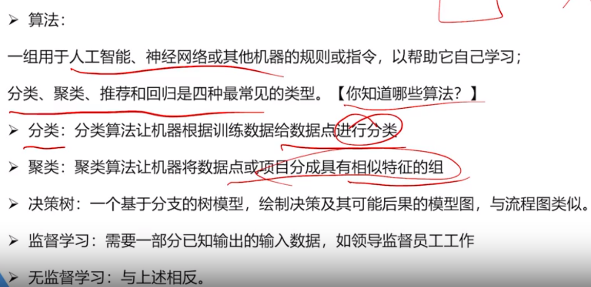 ➢ 算法：
一组用于人工智能、神经网络或其他机器的规则或指令，以帮助它自己学习；
分类、聚类、推荐和回归是四种最常见的类型。【你知道哪些算法？】
➢ 分类：分类算法让机器根据训练数据给数据点进行分类
➢ 聚类：聚类算法让机器将数据点或项目分成具有相似特征的组
➢ 决策树：一个基于分支的树模型，绘制决策及其可能后果的模型图，与流程图类似。
➢ 监督学习：需要一部分已知输出的输入数据，如领导监督员工工作
➢ 无监督学习：与上述相反。